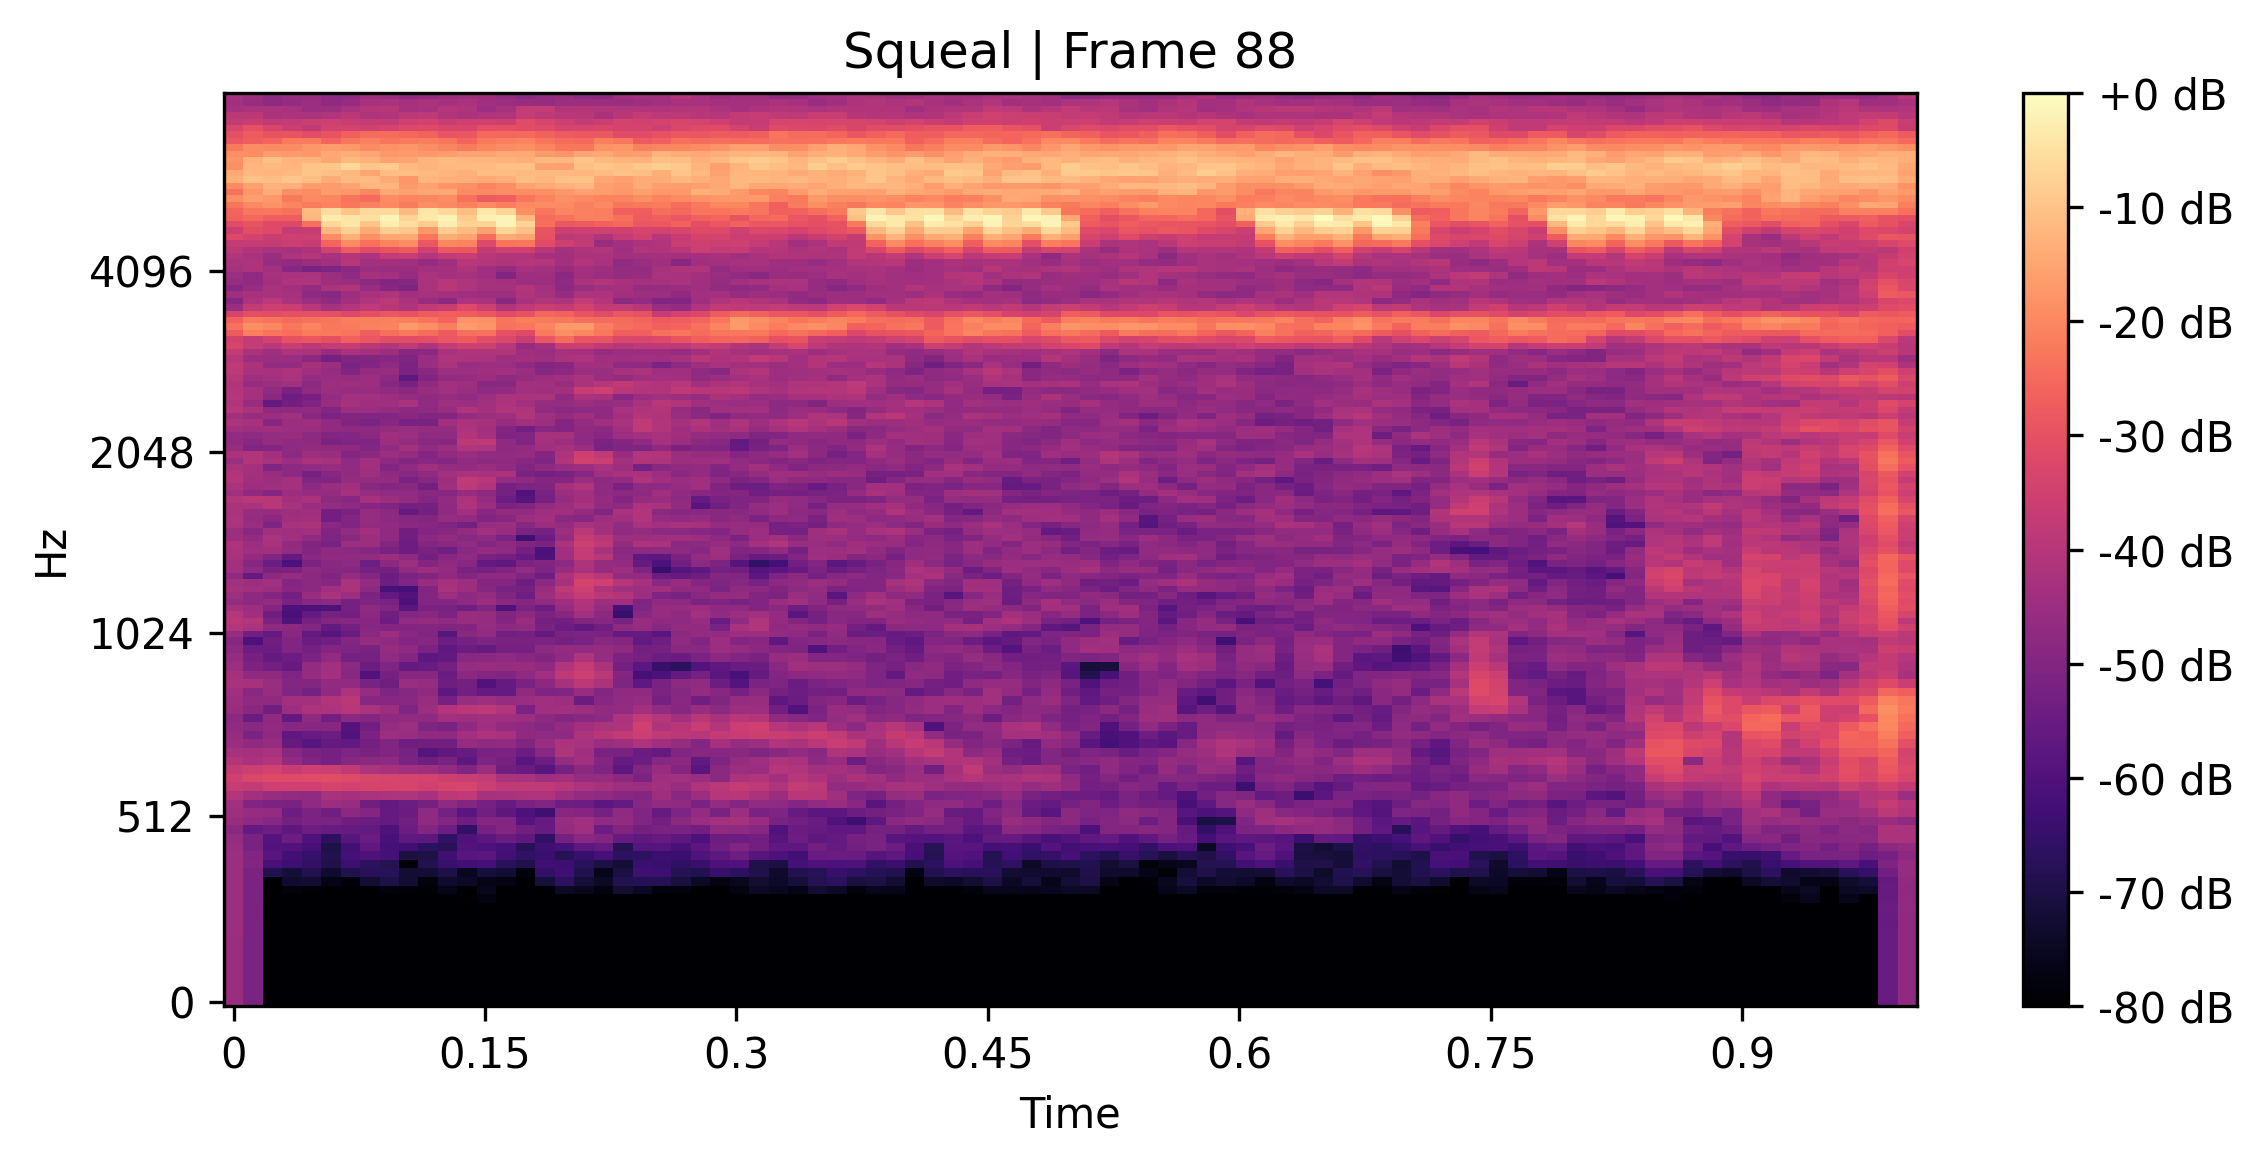 Squeal | Frame 88
+0 dB
-10 dB
4096
-20 dB
-30 dB
2048
Hz
-40 dB
1024
-50 dB
512
-60 dB
-70 dB
0
-80 dB
0 0.15 0.3 0.45 0.6 0.75 0.9
Time